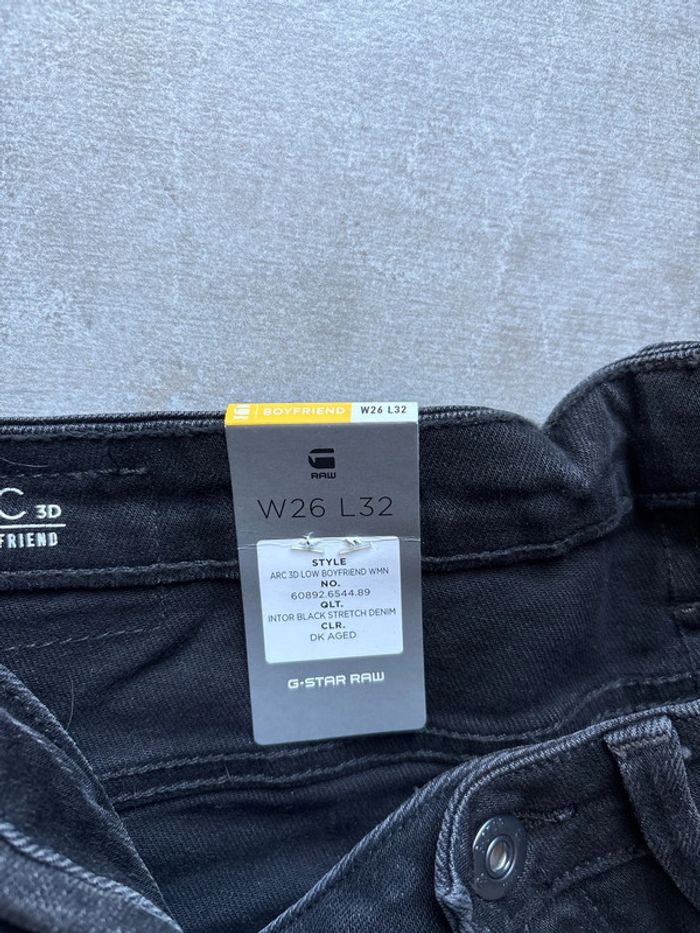 BOYFRIEND W26 L32
RAW
W26 L32
STYLE
ARC 3D LOW BOYFRIEND WMN
NO.
60892.6544.89
QLT.
INTOR BLACK STRETCH DENIM
CLR.
DK AGED
G-STAR RAW
C 3D
FRIEND